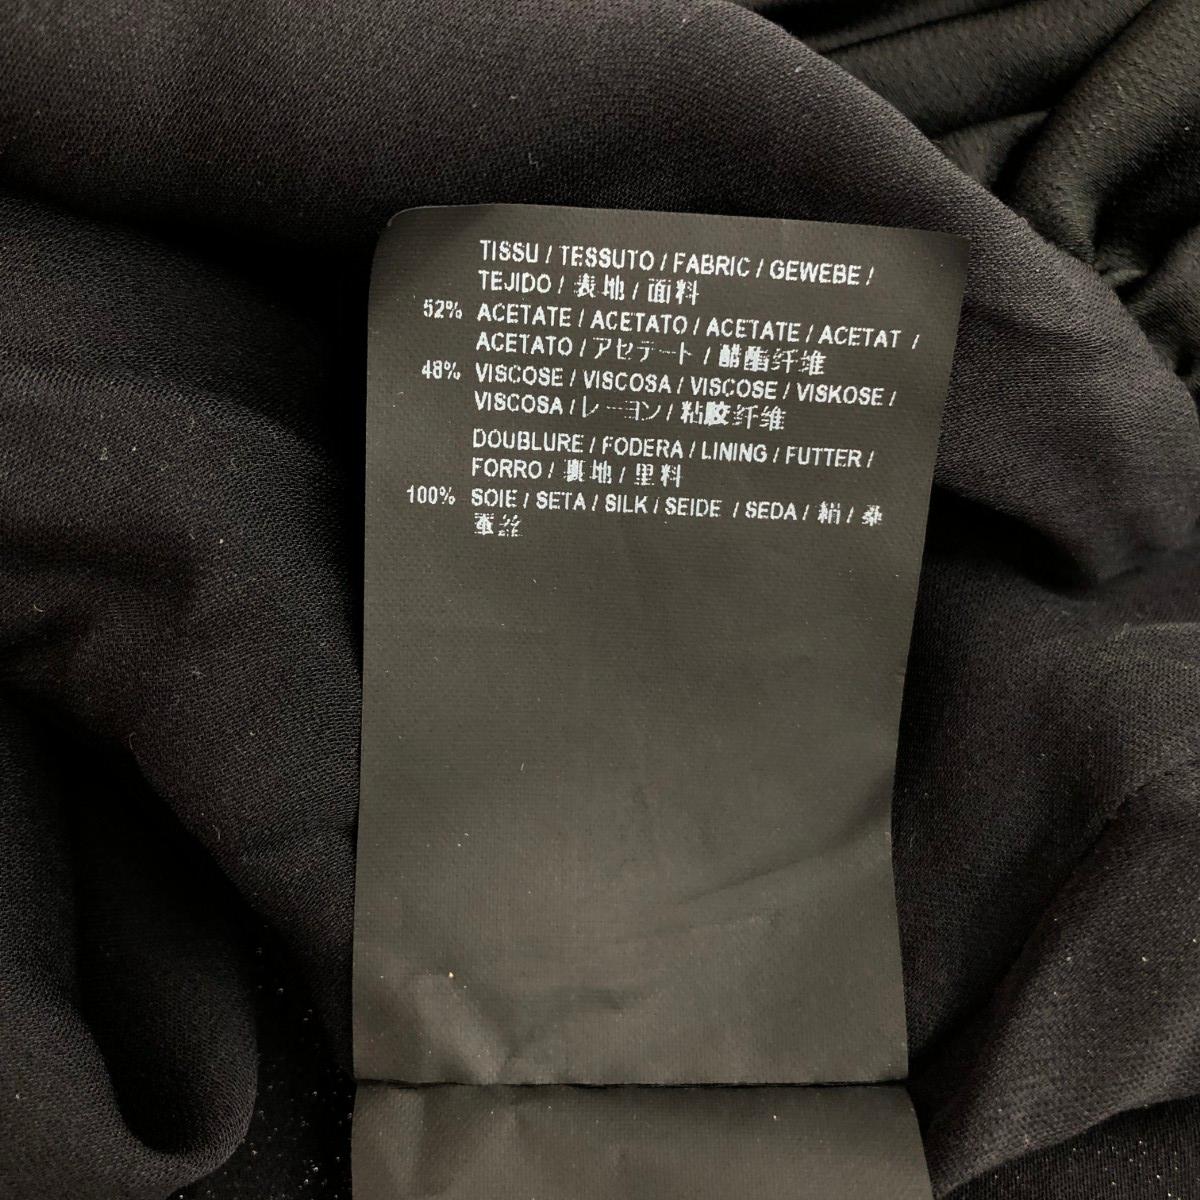 TISSU / TESSUTO / FABRIC / GEWEBE /
TEJIDO / 表地 / 面料
52% ACETATE / ACETATO / ACETATE / ACETAT /
ACETATO / アセテート / 醋酯纤维
48% VISCOSE / VISCOSA / VISCOSE / VISKOSE /
VISCOSA / レーヨン / 粘胶纤维
DOUBLURE / FODERA / LINING / FUTTER /
FORRO / 裏地 / 里料
100% SOIE / SETA / SILK / SEIDE / SEDA / 絹 / 桑
蚕丝